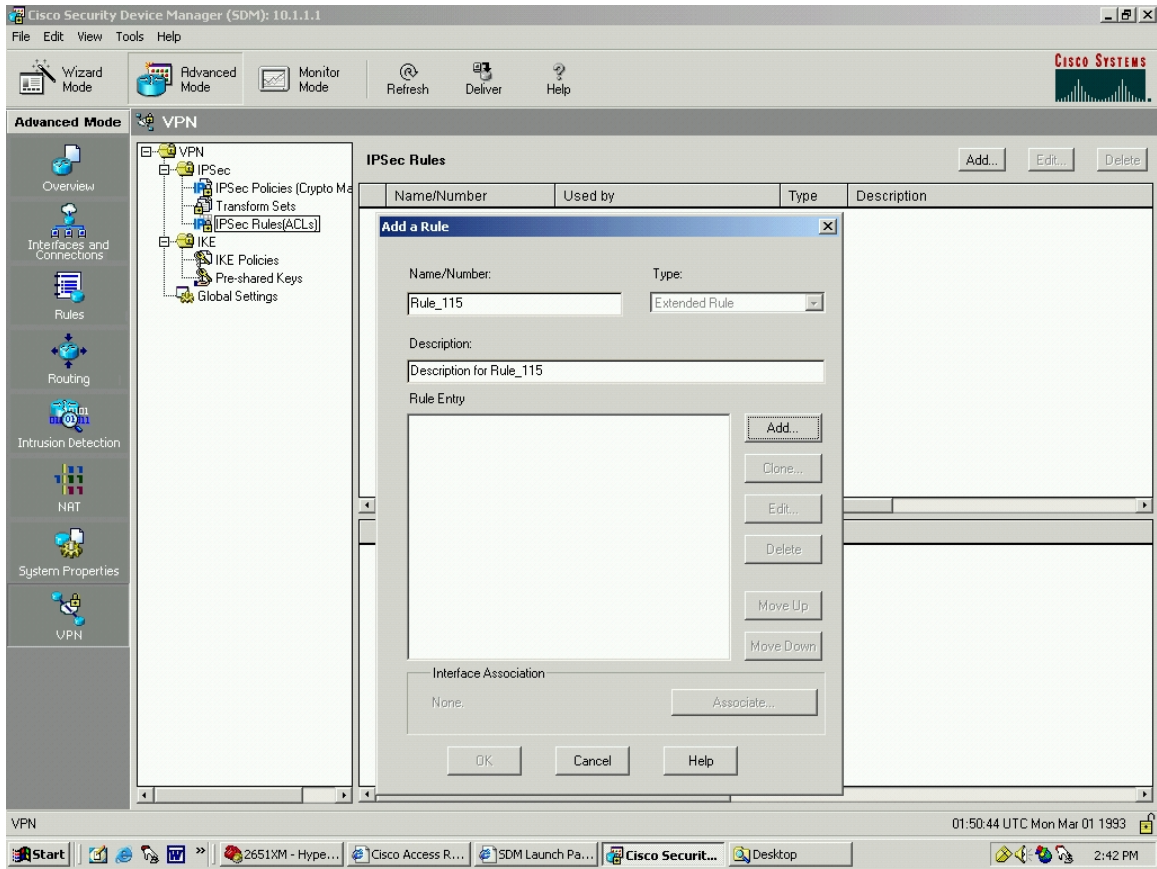 Cisco Security Device Manager (SDM): 10.1.1.1
File Edit View Tools Help
Wizard Mode
Advanced Mode
Monitor Mode
Refresh
Deliver
Help
CISCO SYSTEMS
Advanced Mode
VPN
Overview
Interfaces and Connections
Rules
Routing
Intrusion Detection
NAT
System Properties
VPN
VPN
IPSec
IPSec Policies (Crypto Ma
Transform Sets
IPSec Rules(ACLs)
IKE
IKE Policies
Pre-shared Keys
Global Settings
IPSec Rules
Add... Edit... Delete
Name/Number Used by Type Description
Add a Rule
Name/Number: Type:
Rule_115 Extended Rule
Description:
Description for Rule_115
Rule Entry
Add...
Clone...
Edit...
Delete
Move Up
Move Down
Interface Association
None. Associate...
OK Cancel Help
VPN 01:50:44 UTC Mon Mar 01 1993
Start » 2651XM - Hype... Cisco Access R... SDM Launch Pa... Cisco Securit... Desktop 2:42 PM